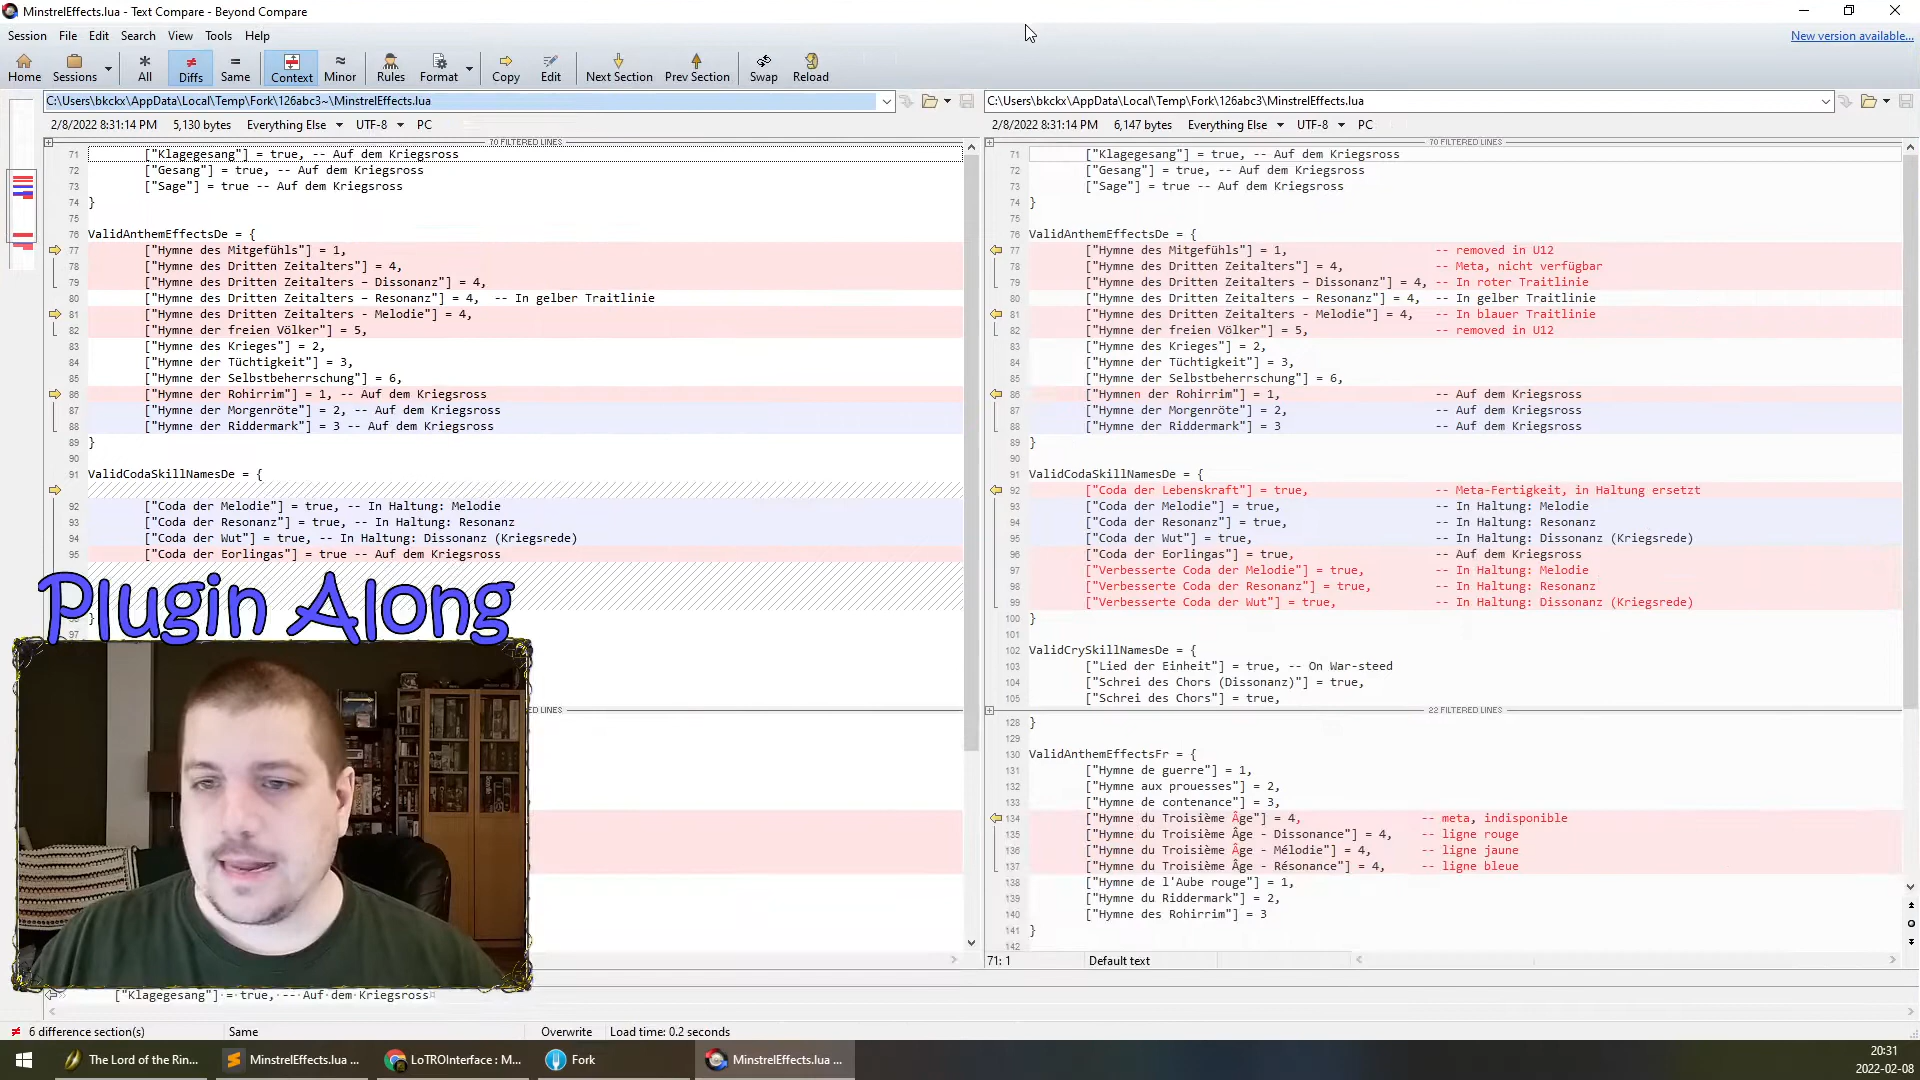 MinstrelEffects.lua - Text Compare - Beyond Compare
Session File Edit Search View Tools Help
New version available...
Home Sessions All Diffs Same Context Minor Rules Format Copy Edit Next Section Prev Section Swap Reload
C:\Users\bkckx\AppData\Local\Temp\Fork\126abc3~\MinstrelEffects.lua
2/8/2022 8:31:14 PM 5,130 bytes Everything Else UTF-8 PC
70 FILTERED LINES
71 ["Klagegesang"] = true, -- Auf dem Kriegsross
72 ["Gesang"] = true, -- Auf dem Kriegsross
73 ["Sage"] = true -- Auf dem Kriegsross
74 }
75
76 ValidAnthemEffectsDe = {
77 ["Hymne des Mitgefühls"] = 1,
78 ["Hymne des Dritten Zeitalters"] = 4,
79 ["Hymne des Dritten Zeitalters – Dissonanz"] = 4,
80 ["Hymne des Dritten Zeitalters – Resonanz"] = 4, -- In gelber Traitlinie
81 ["Hymne des Dritten Zeitalters - Melodie"] = 4,
82 ["Hymne der freien Völker"] = 5,
83 ["Hymne des Krieges"] = 2,
84 ["Hymne der Tüchtigkeit"] = 3,
85 ["Hymne der Selbstbeherrschung"] = 6,
86 ["Hymne der Rohirrim"] = 1, -- Auf dem Kriegsross
87 ["Hymne der Morgenröte"] = 2, -- Auf dem Kriegsross
88 ["Hymne der Riddermark"] = 3 -- Auf dem Kriegsross
89 }
90
91 ValidCodaSkillNamesDe = {
92 ["Coda der Melodie"] = true, -- In Haltung: Melodie
93 ["Coda der Resonanz"] = true, -- In Haltung: Resonanz
94 ["Coda der Wut"] = true, -- In Haltung: Dissonanz (Kriegsrede)
95 ["Coda der Eorlingas"] = true -- Auf dem Kriegsross
}
97
ED LINES
Plugin Along
C:\Users\bkckx\AppData\Local\Temp\Fork\126abc3\MinstrelEffects.lua
2/8/2022 8:31:14 PM 6,147 bytes Everything Else UTF-8 PC
70 FILTERED LINES
71 ["Klagegesang"] = true, -- Auf dem Kriegsross
72 ["Gesang"] = true, -- Auf dem Kriegsross
73 ["Sage"] = true -- Auf dem Kriegsross
74 }
75
76 ValidAnthemEffectsDe = {
77 ["Hymne des Mitgefühls"] = 1, -- removed in U12
78 ["Hymne des Dritten Zeitalters"] = 4, -- Meta, nicht verfügbar
79 ["Hymne des Dritten Zeitalters – Dissonanz"] = 4, -- In roter Traitlinie
80 ["Hymne des Dritten Zeitalters – Resonanz"] = 4, -- In gelber Traitlinie
81 ["Hymne des Dritten Zeitalters – Melodie"] = 4, -- In blauer Traitlinie
82 ["Hymne der freien Völker"] = 5, -- removed in U12
83 ["Hymne des Krieges"] = 2,
84 ["Hymne der Tüchtigkeit"] = 3,
85 ["Hymne der Selbstbeherrschung"] = 6,
86 ["Hymnen der Rohirrim"] = 1, -- Auf dem Kriegsross
87 ["Hymne der Morgenröte"] = 2, -- Auf dem Kriegsross
88 ["Hymne der Riddermark"] = 3 -- Auf dem Kriegsross
89 }
90
91 ValidCodaSkillNamesDe = {
92 ["Coda der Lebenskraft"] = true, -- Meta-Fertigkeit, in Haltung ersetzt
93 ["Coda der Melodie"] = true, -- In Haltung: Melodie
94 ["Coda der Resonanz"] = true, -- In Haltung: Resonanz
95 ["Coda der Wut"] = true, -- In Haltung: Dissonanz (Kriegsrede)
96 ["Coda der Eorlingas"] = true, -- Auf dem Kriegsross
97 ["Verbesserte Coda der Melodie"] = true, -- In Haltung: Melodie
98 ["Verbesserte Coda der Resonanz"] = true, -- In Haltung: Resonanz
99 ["Verbesserte Coda der Wut"] = true, -- In Haltung: Dissonanz (Kriegsrede)
100 }
101
102 ValidCrySkillNamesDe = {
103 ["Lied der Einheit"] = true, -- On War-steed
104 ["Schrei des Chors (Dissonanz)"] = true,
105 ["Schrei des Chors"] = true,
22 FILTERED LINES
128 }
129
130 ValidAnthemEffectsFr = {
131 ["Hymne de guerre"] = 1,
132 ["Hymne aux prouesses"] = 2,
133 ["Hymne de contenance"] = 3,
134 ["Hymne du Troisième Âge"] = 4, -- meta, indisponible
135 ["Hymne du Troisième Âge - Dissonance"] = 4, -- ligne rouge
136 ["Hymne du Troisième Âge - Mélodie"] = 4, -- ligne jaune
137 ["Hymne du Troisième Âge - Résonance"] = 4, -- ligne bleue
138 ["Hymne de l'Aube rouge"] = 1,
139 ["Hymne du Riddermark"] = 2,
140 ["Hymne des Rohirrim"] = 3
141 }
142
71: 1 Default text
["Klagegesang"]·=·true,·--·Auf·dem·Kriegsross¤
6 difference section(s) Same Overwrite Load time: 0.2 seconds
The Lord of the Rin... MinstrelEffects.lua ... LoTROInterface : M... Fork MinstrelEffects.lua ...
20:31
2022-02-08